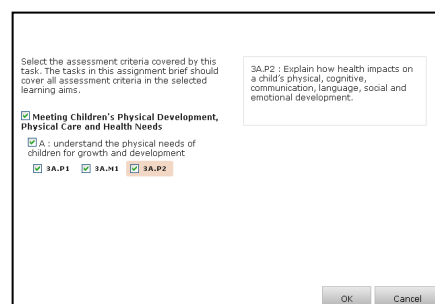 Select the assessment criteria covered by this
task. The tasks in this assignment brief should
cover all assessment criteria in the selected
learning aims.
Meeting Children's Physical Development,
Physical Care and Health Needs
A : understand the physical needs of
children for growth and development
3A.P1 3A.M1 3A.P2
3A.P2 : Explain how health impacts on
a child's physical, cognitive,
communication, language, social and
emotional development.
OK Cancel